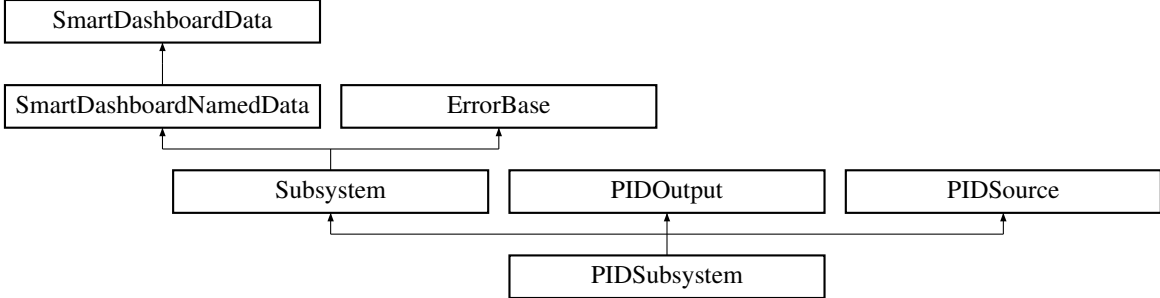 SmartDashboardData
SmartDashboardNamedData
ErrorBase
Subsystem
PIDOutput
PIDSource
PIDSubsystem